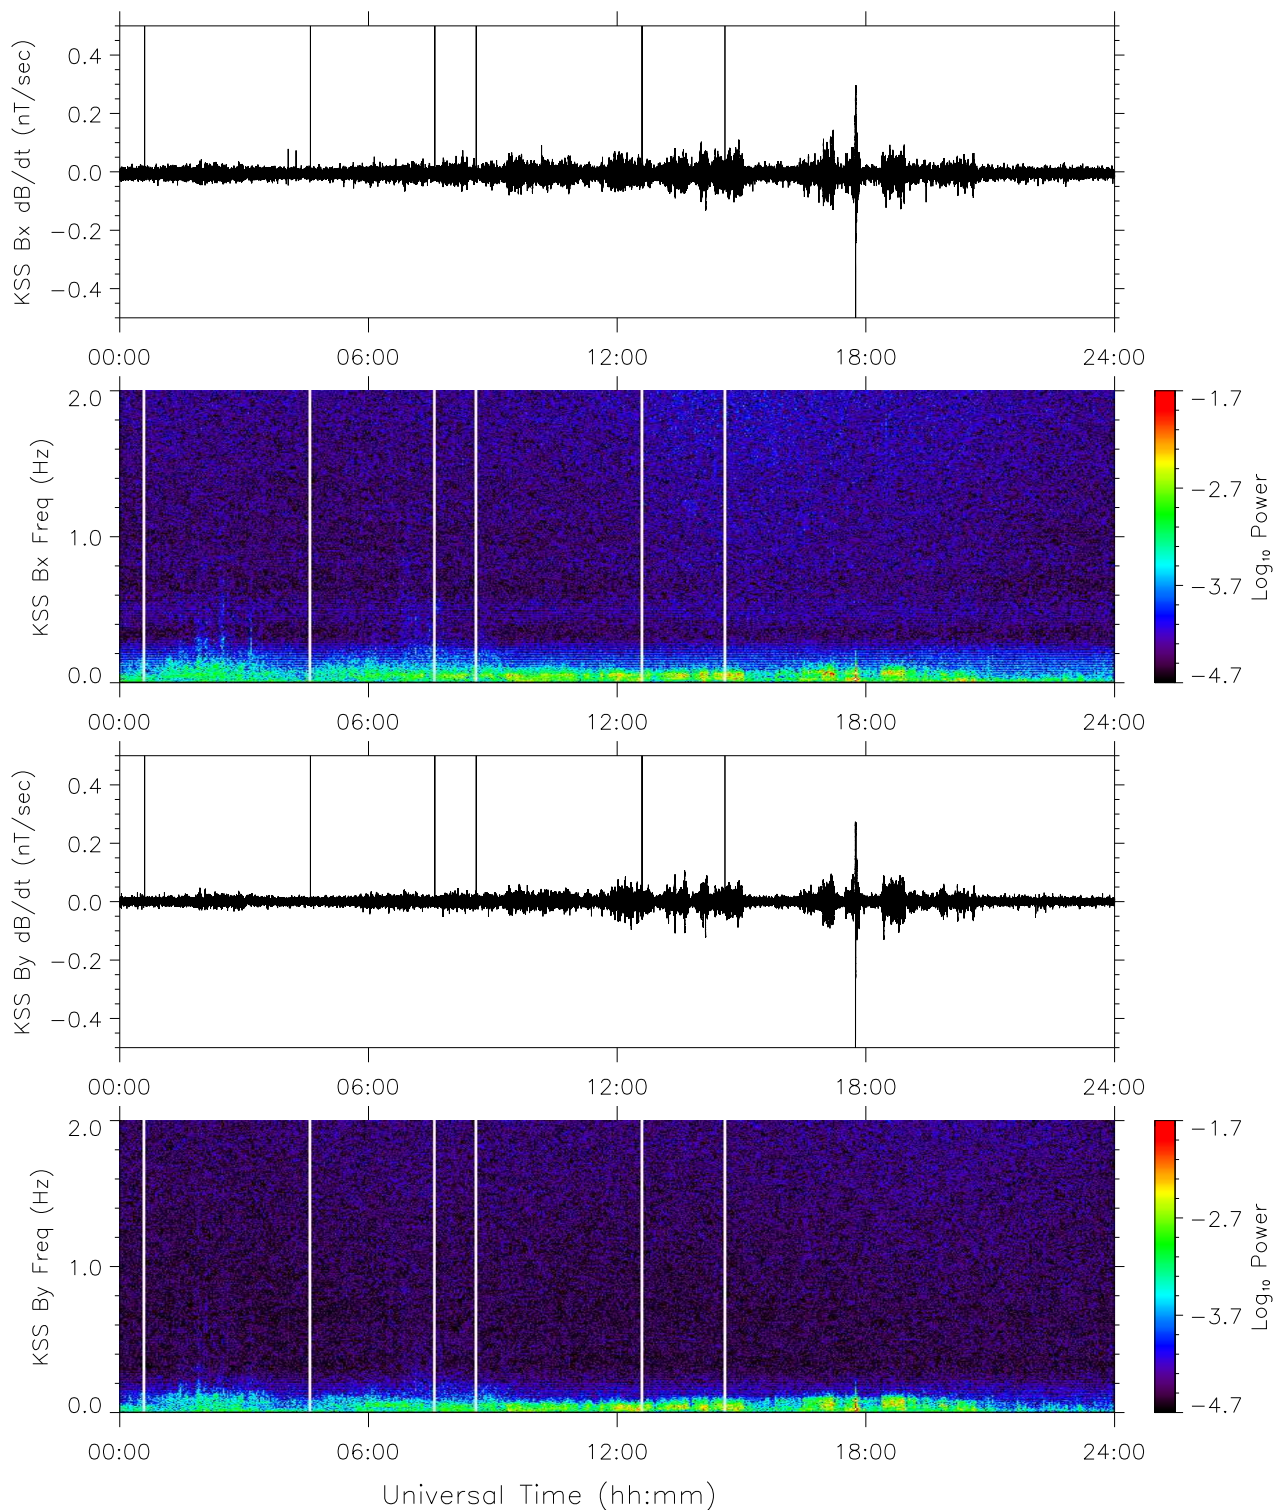 KSS Bx dB/dt (nT/sec)
0.4
0.2
0.0
−0.2
−0.4
00:00 06:00 12:00 18:00 24:00
KSS Bx Freq (Hz)
2.0
1.0
0.0
−1.7
−2.7
−3.7
−4.7
Log₁₀ Power
00:00 06:00 12:00 18:00 24:00
KSS By dB/dt (nT/sec)
0.4
0.2
0.0
−0.2
−0.4
00:00 06:00 12:00 18:00 24:00
KSS By Freq (Hz)
2.0
1.0
0.0
−1.7
−2.7
−3.7
−4.7
Log₁₀ Power
00:00 06:00 12:00 18:00 24:00
Universal Time (hh:mm)